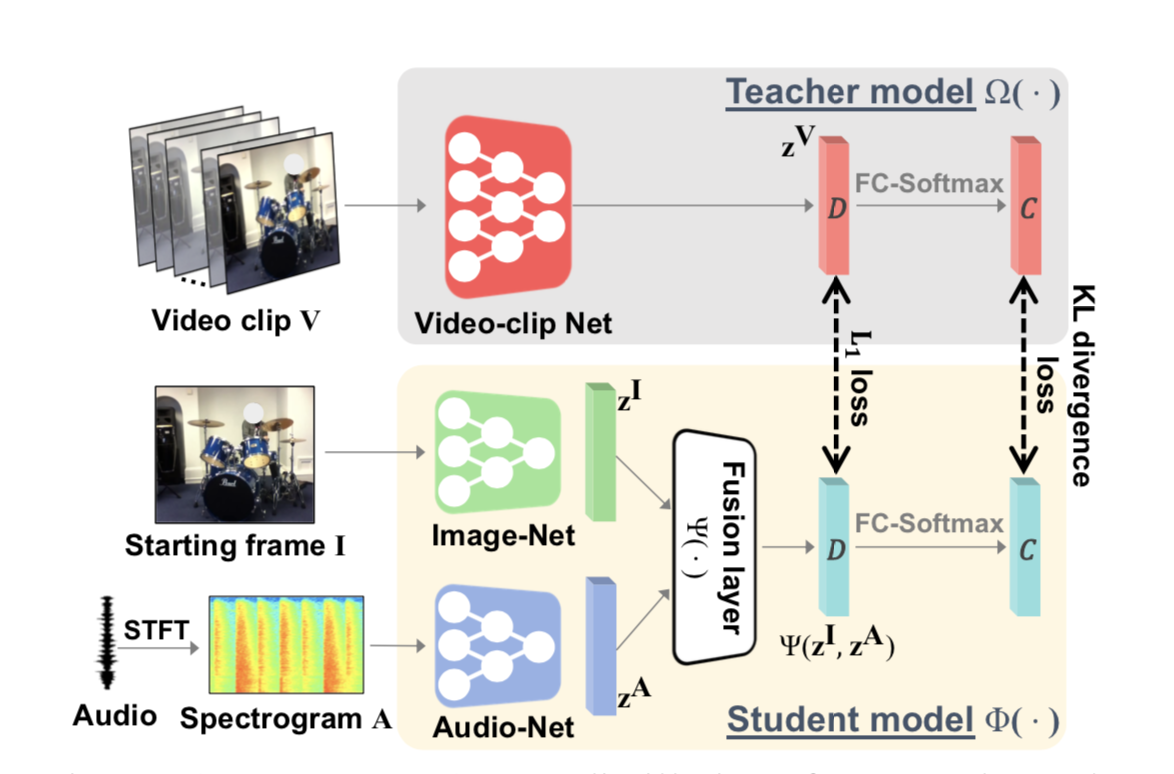 Teacher model Ω( · )
z^V
D
FC-Softmax
C
...
Video clip V
Video-clip Net
L₁ loss
KL divergence
loss
z^I
Fusion layer
Ψ( · )
Image-Net
Starting frame I
D
FC-Softmax
C
Ψ(z^I, z^A)
STFT
Audio
Spectrogram A
z^A
Audio-Net
Student model Φ( · )